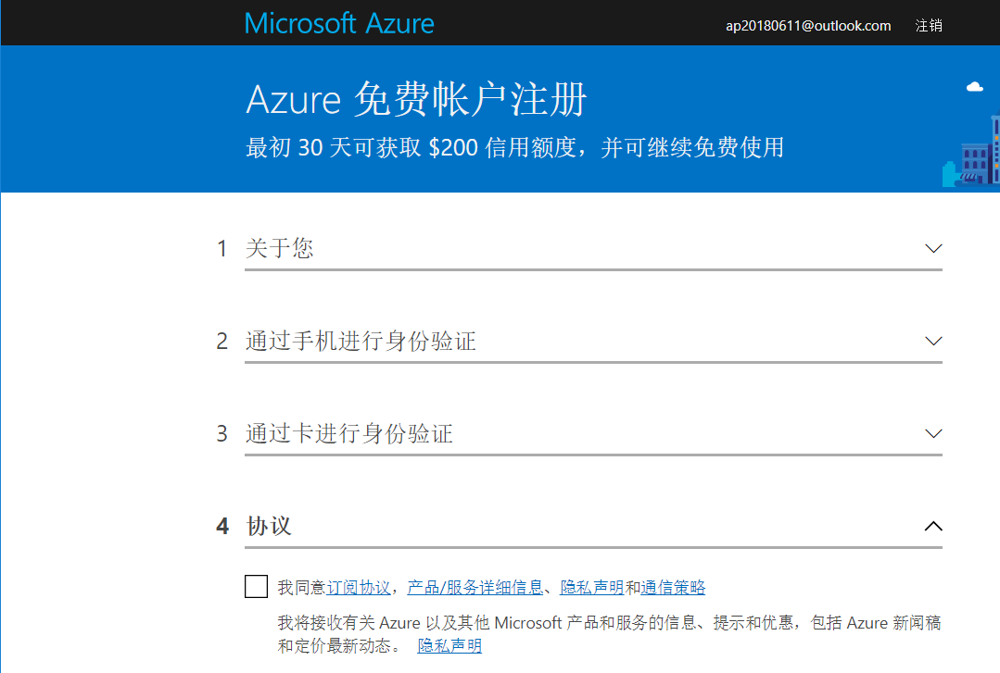 Microsoft Azure
ap20180611@outlook.com 注销
Azure 免费帐户注册
最初 30 天可获取 $200 信用额度，并可继续免费使用
1 关于您
2 通过手机进行身份验证
3 通过卡进行身份验证
4 协议
我同意订阅协议，产品/服务详细信息、隐私声明和通信策略
我将接收有关 Azure 以及其他 Microsoft 产品和服务的信息、提示和优惠，包括 Azure 新闻稿
和定价最新动态。 隐私声明